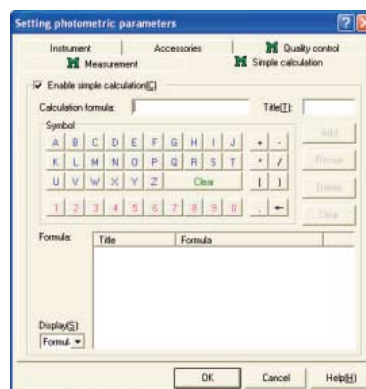 Setting photometric parameters
Instrument Accessories Quality control
Measurement Simple calculation
Enable simple calculation[C]
Calculation formula: Title[T]:
Symbol
A B C D E F G H I J + - Add
K L M N O P Q R S T * /
U V W X Y Z Clear ( ) Delete
1 2 3 4 5 6 7 8 9 0 . ← Clear
Formula: Title Formula
Display[S]:
Formul
OK Cancel Help[H]